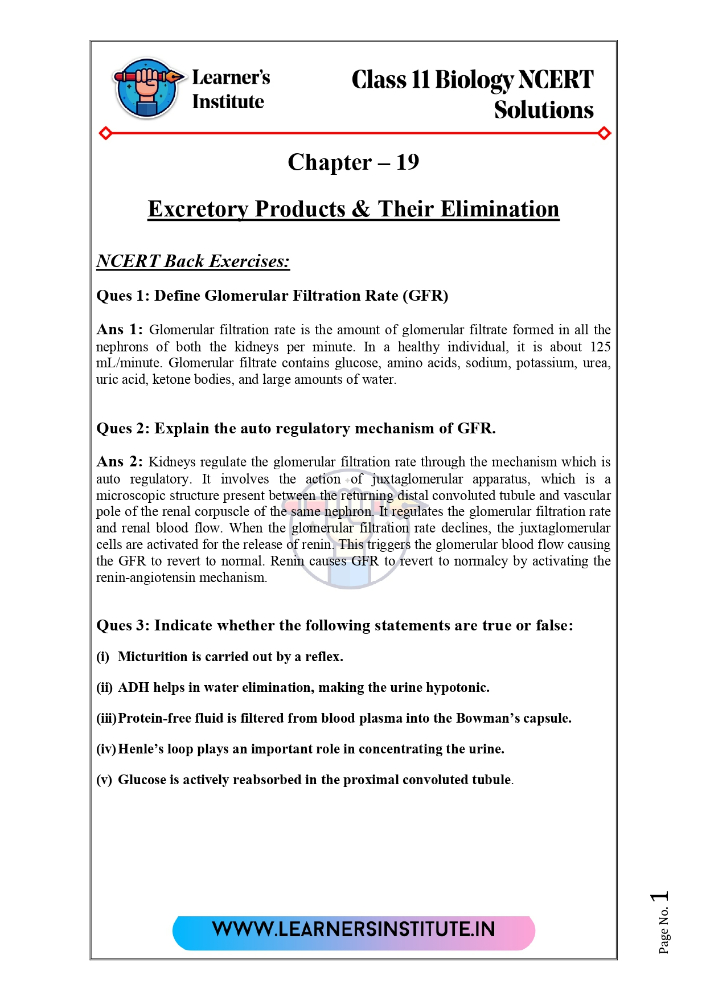 Learner's
Institute
Class 11 Biology NCERT
Solutions
Chapter – 19
Excretory Products & Their Elimination
NCERT Back Exercises:
Ques 1: Define Glomerular Filtration Rate (GFR)
Ans 1: Glomerular filtration rate is the amount of glomerular filtrate formed in all the
nephrons of both the kidneys per minute. In a healthy individual, it is about 125
mL/minute. Glomerular filtrate contains glucose, amino acids, sodium, potassium, urea,
uric acid, ketone bodies, and large amounts of water.
Ques 2: Explain the auto regulatory mechanism of GFR.
Ans 2: Kidneys regulate the glomerular filtration rate through the mechanism which is
auto regulatory. It involves the action of juxtaglomerular apparatus, which is a
microscopic structure present between the returning distal convoluted tubule and vascular
pole of the renal corpuscle of the same nephron. It regulates the glomerular filtration rate
and renal blood flow. When the glomerular filtration rate declines, the juxtaglomerular
cells are activated for the release of renin. This triggers the glomerular blood flow causing
the GFR to revert to normal. Renin causes GFR to revert to normalcy by activating the
renin-angiotensin mechanism.
Ques 3: Indicate whether the following statements are true or false:
(i) Micturition is carried out by a reflex.
(ii) ADH helps in water elimination, making the urine hypotonic.
(iii) Protein-free fluid is filtered from blood plasma into the Bowman's capsule.
(iv) Henle's loop plays an important role in concentrating the urine.
(v) Glucose is actively reabsorbed in the proximal convoluted tubule.
WWW.LEARNERSINSTITUTE.IN
Page No. 1